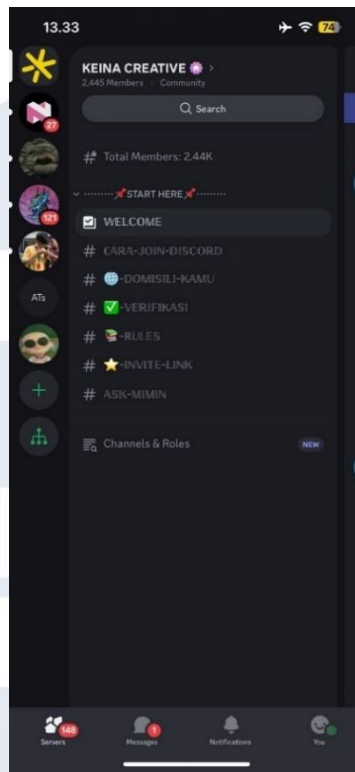 13.33
74
KEINA CREATIVE
2,445 Members · Community
Search
27
Total Members: 2.44K
121
········📌START HERE📌········
WELCOME
# CARA-JOIN-DISCORD
# 🌐-DOMISILI-KAMU
ATs
# ✅-VERIFIKASI
# 📚-RULES
# ⭐-INVITE-LINK
# ASK-MIMIN
Channels & Roles
NEW
148
1
Servers
Messages
Notifications
You